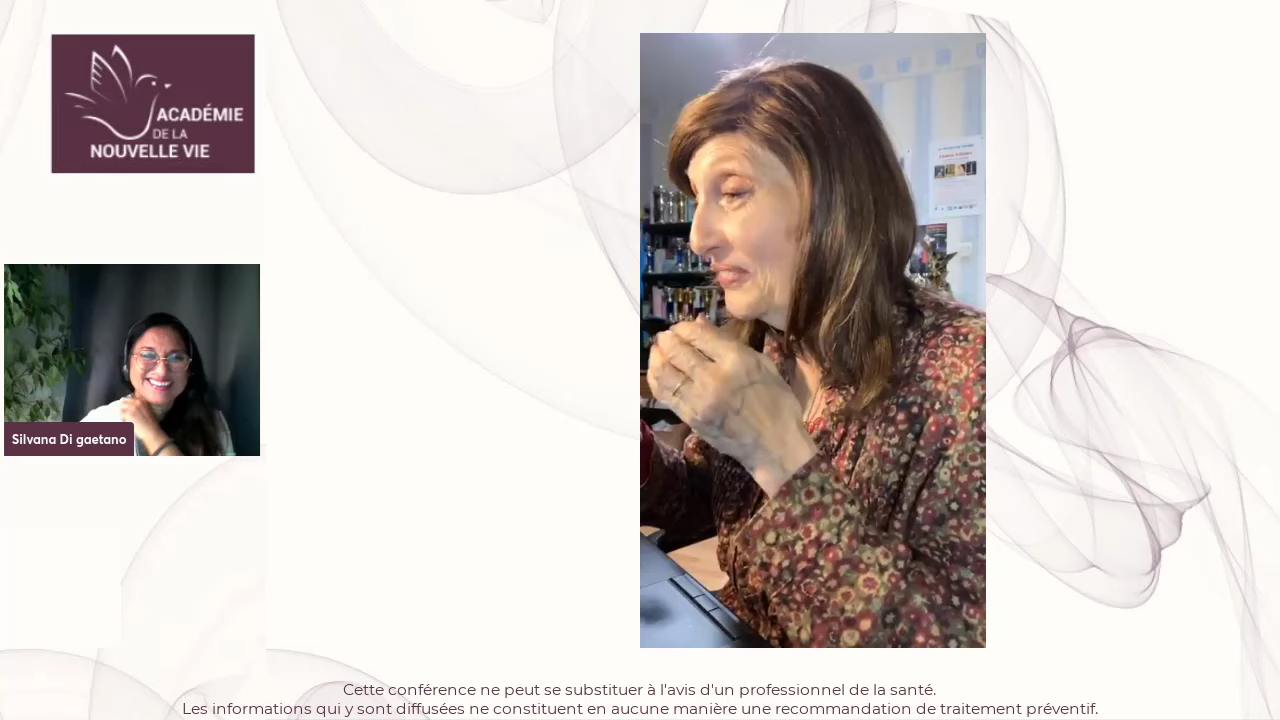 ACADÉMIE
DE LA
NOUVELLE VIE
Silvana Di gaetano
Cette conférence ne peut se substituer à l'avis d'un professionnel de la santé.
Les informations qui y sont diffusées ne constituent en aucune manière une recommandation de traitement préventif.